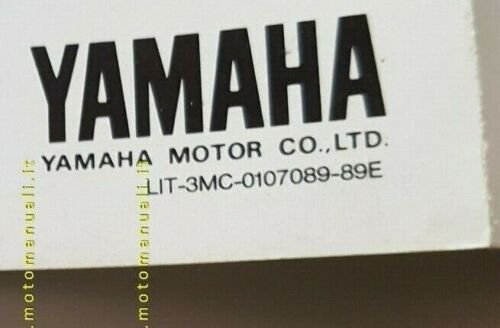 YAMAHA
YAMAHA MOTOR CO.,LTD.
LIT-3MC-0107089-89E
.motomanuali.it
.motomanuali.it